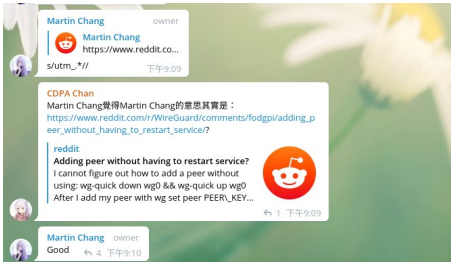 Martin Chang owner
Martin Chang
https://www.reddit.co...
s/utm_.*// 下午9:09
CDPA Chan
Martin Chang覺得Martin Chang的意思其實是：
https://www.reddit.com/r/WireGuard/comments/fodgpi/adding_p
eer_without_having_to_restart_service/?
reddit
Adding peer without having to restart service?
I cannot figure out how to add a peer without
using: wg-quick down wg0 && wg-quick up wg0
After I add my peer with wg set peer PEER\_KEY...
1 下午9:09
Martin Chang owner
Good 4 下午9:10